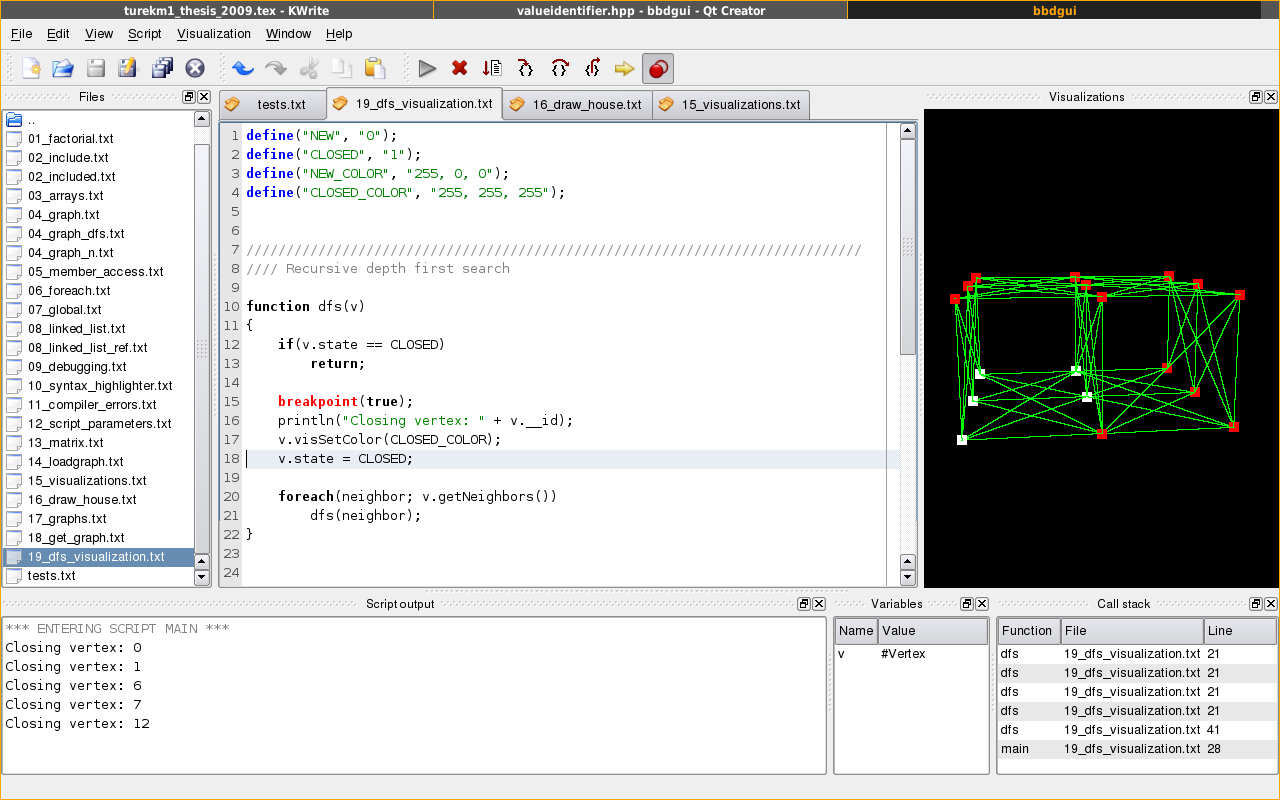 turekm1_thesis_2009.tex - KWrite
valueidentifier.hpp - bbdgui - Qt Creator
bbdgui
File Edit View Script Visualization Window Help
Files
..
01_factorial.txt
02_include.txt
02_included.txt
03_arrays.txt
04_graph.txt
04_graph_dfs.txt
04_graph_n.txt
05_member_access.txt
06_foreach.txt
07_global.txt
08_linked_list.txt
08_linked_list_ref.txt
09_debugging.txt
10_syntax_highlighter.txt
11_compiler_errors.txt
12_script_parameters.txt
13_matrix.txt
14_loadgraph.txt
15_visualizations.txt
16_draw_house.txt
17_graphs.txt
18_get_graph.txt
19_dfs_visualization.txt
tests.txt
tests.txt 19_dfs_visualization.txt 16_draw_house.txt 15_visualizations.txt
1 define("NEW", "0");
2 define("CLOSED", "1");
3 define("NEW_COLOR", "255, 0, 0");
4 define("CLOSED_COLOR", "255, 255, 255");
5
6
7 /////////////////////////////////////////////////////////////////////////////
8 //// Recursive depth first search
9
10 function dfs(v)
11 {
12 if(v.state == CLOSED)
13 return;
14
15 breakpoint(true);
16 println("Closing vertex: " + v.__id);
17 v.visSetColor(CLOSED_COLOR);
18 v.state = CLOSED;
19
20 foreach(neighbor; v.getNeighbors())
21 dfs(neighbor);
22 }
23
24
Visualizations
Script output
*** ENTERING SCRIPT MAIN ***
Closing vertex: 0
Closing vertex: 1
Closing vertex: 6
Closing vertex: 7
Closing vertex: 12
Variables
Name Value
v #Vertex
Call stack
Function File Line
dfs 19_dfs_visualization.txt 21
dfs 19_dfs_visualization.txt 21
dfs 19_dfs_visualization.txt 21
dfs 19_dfs_visualization.txt 21
dfs 19_dfs_visualization.txt 41
main 19_dfs_visualization.txt 28